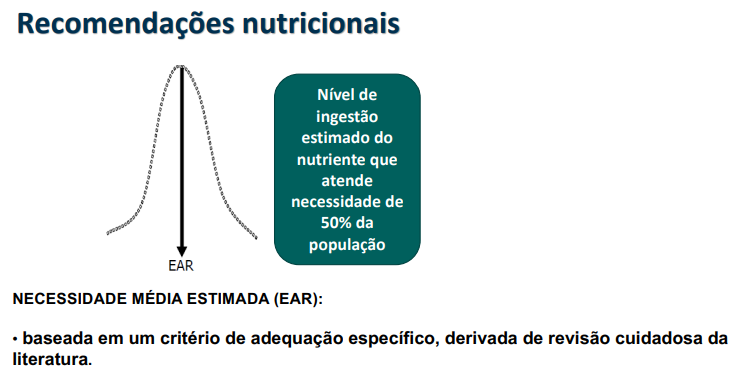 Recomendações nutricionais
Nível de
ingestão
estimado do
nutriente que
atende
necessidade de
50% da
população
EAR
NECESSIDADE MÉDIA ESTIMADA (EAR):
• baseada em um critério de adequação específico, derivada de revisão cuidadosa da
literatura.